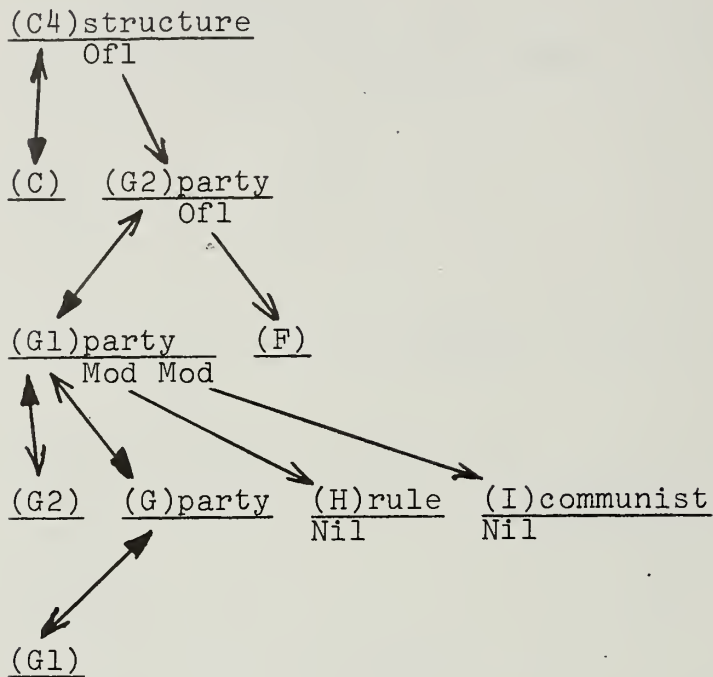 (C4)structure
Ofl
(C) (G2)party
Ofl
(G1)party (F)
Mod Mod
(G2) (G)party (H)rule (I)communist
Nil Nil
(G1)